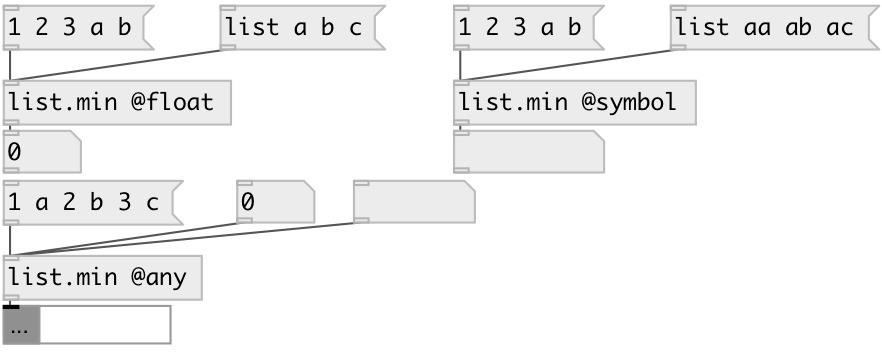 1 2 3 a b
list a b c
1 2 3 a b
list aa ab ac
list.min @float
list.min @symbol
0
1 a 2 b 3 c
0
list.min @any
...